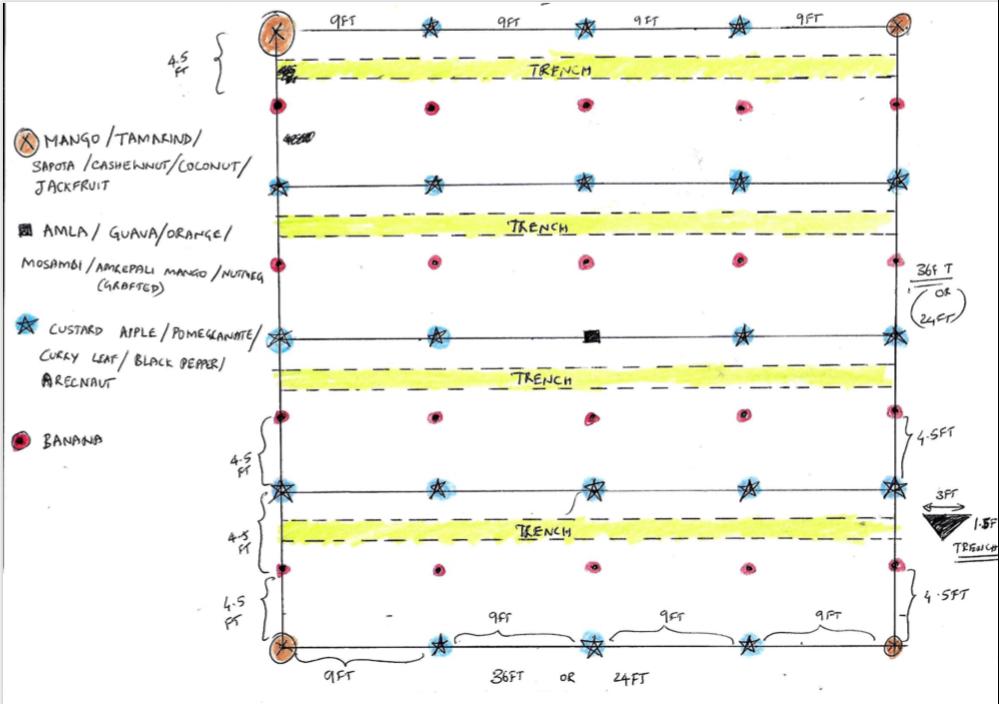 9FT 9FT 9FT 9FT
4.5 FT
TRENCH
MANGO / TAMARIND /
SAPOTA / CASHEWNUT / COCONUT /
JACKFRUIT
TRENCH
AMLA / GUAVA / ORANGE /
MOSAMBI / AMREPALI MANGO / NUTMEG
(GRAFTED)
36FT
OR
24FT
CUSTARD APPLE / POMEGRANATE /
CURRY LEAF / BLACK PEPPER /
ARECNAUT
TRENCH
BANANA
4.5 FT
4.5FT
3FT
1.5F
TRENCH
4.5 FT
TRENCH
4.5 FT
4.5FT
9FT 9FT 9FT
9FT 36FT OR 24FT